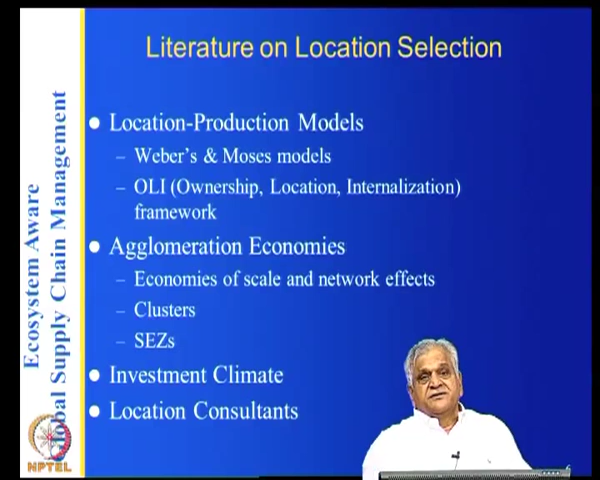 Literature on Location Selection
● Location-Production Models
– Weber's & Moses models
– OLI (Ownership, Location, Internalization)
framework
● Agglomeration Economies
– Economies of scale and network effects
– Clusters
– SEZs
● Investment Climate
● Location Consultants
Ecosystem Aware
Global Supply Chain Management
NPTEL